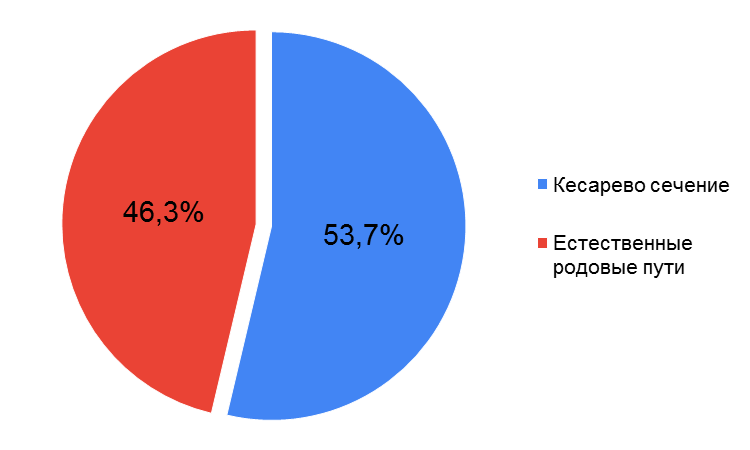 46,3%
53,7%
Кесарево сечение
Естественные
родовые пути